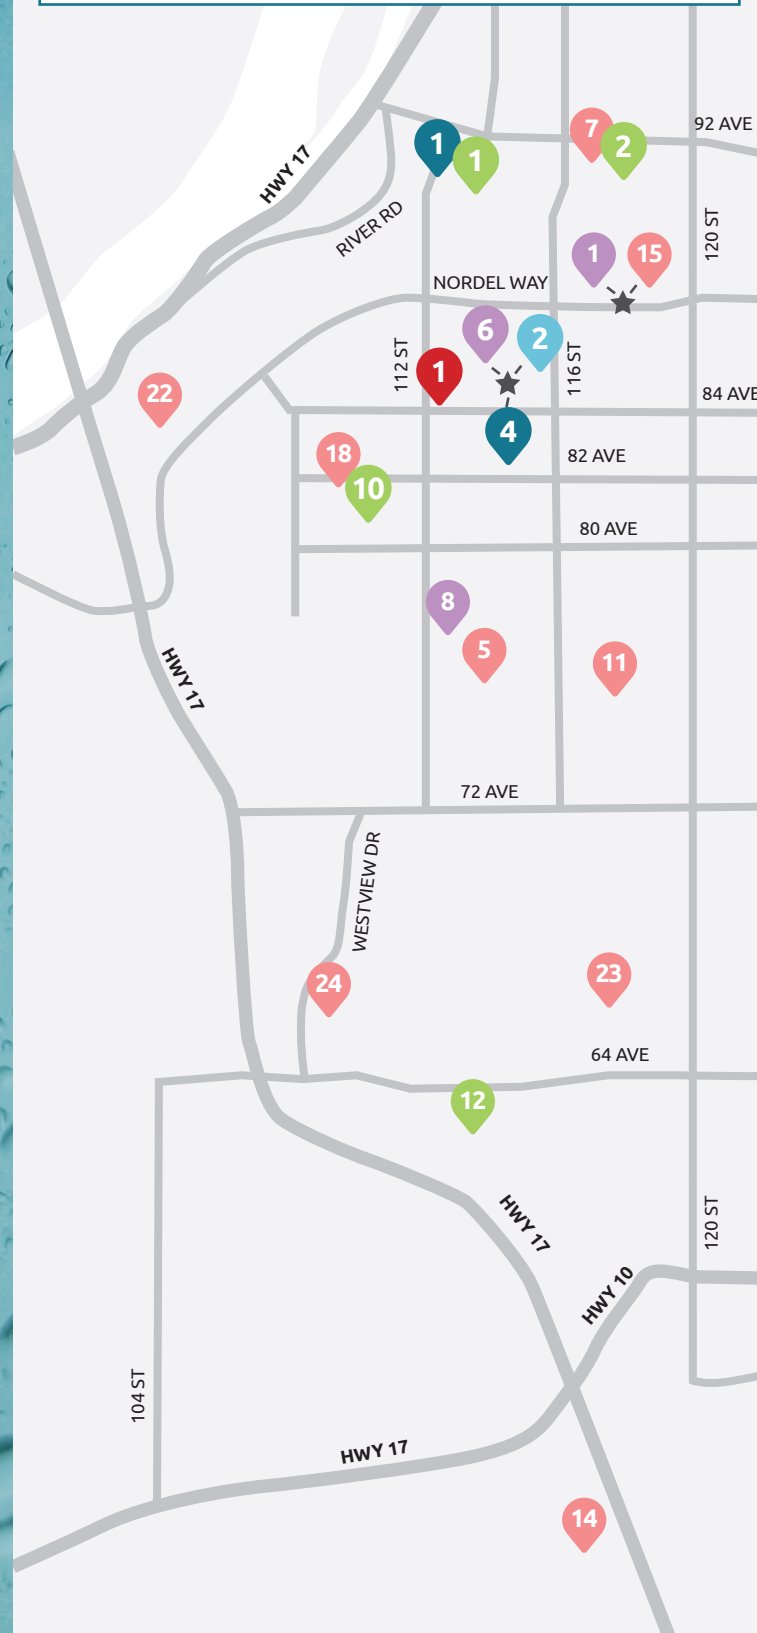 92 AVE
7
1
2
1
HWY 17
RIVER RD
120 ST
1
15
NORDEL WAY
6
2
112 ST
1
116 ST
84 AVE
22
4
18
82 AVE
10
80 AVE
8
5
11
HWY 17
72 AVE
WESTVIEW DR
24
23
64 AVE
12
HWY 17
120 ST
HWY 10
104 ST
HWY 17
14